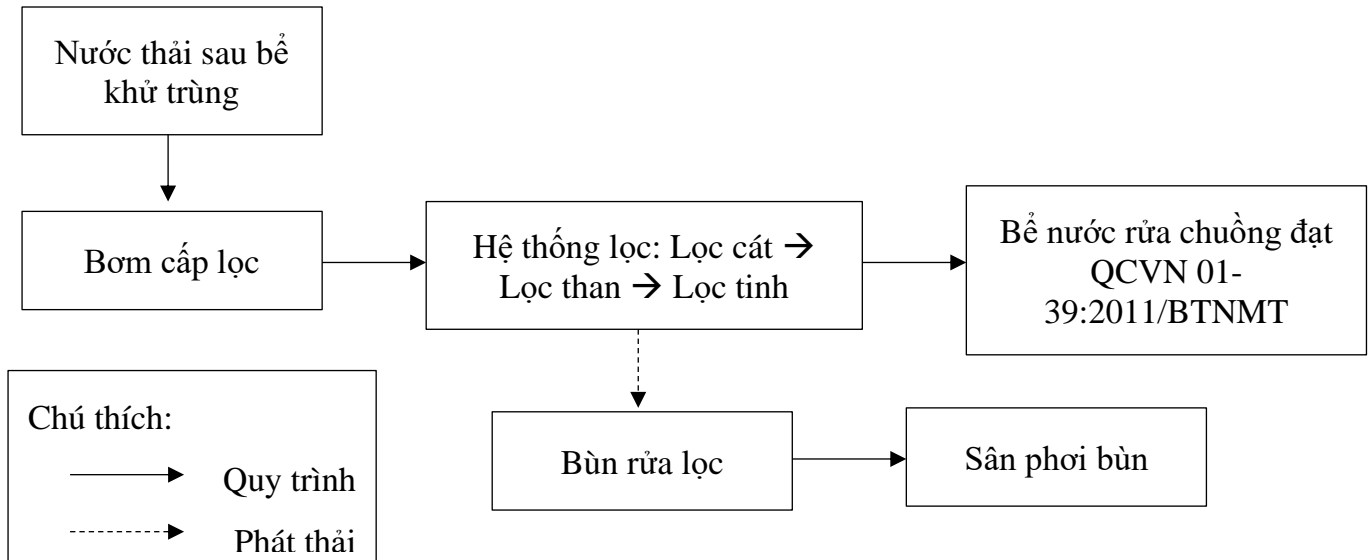 Nước thải sau bể
khử trùng
Bơm cấp lọc
Hệ thống lọc: Lọc cát →
Lọc than → Lọc tinh
Bể nước rửa chuồng đạt
QCVN 01-
39:2011/BTNMT
Chú thích:
Quy trình
Phát thải
Bùn rửa lọc
Sân phơi bùn